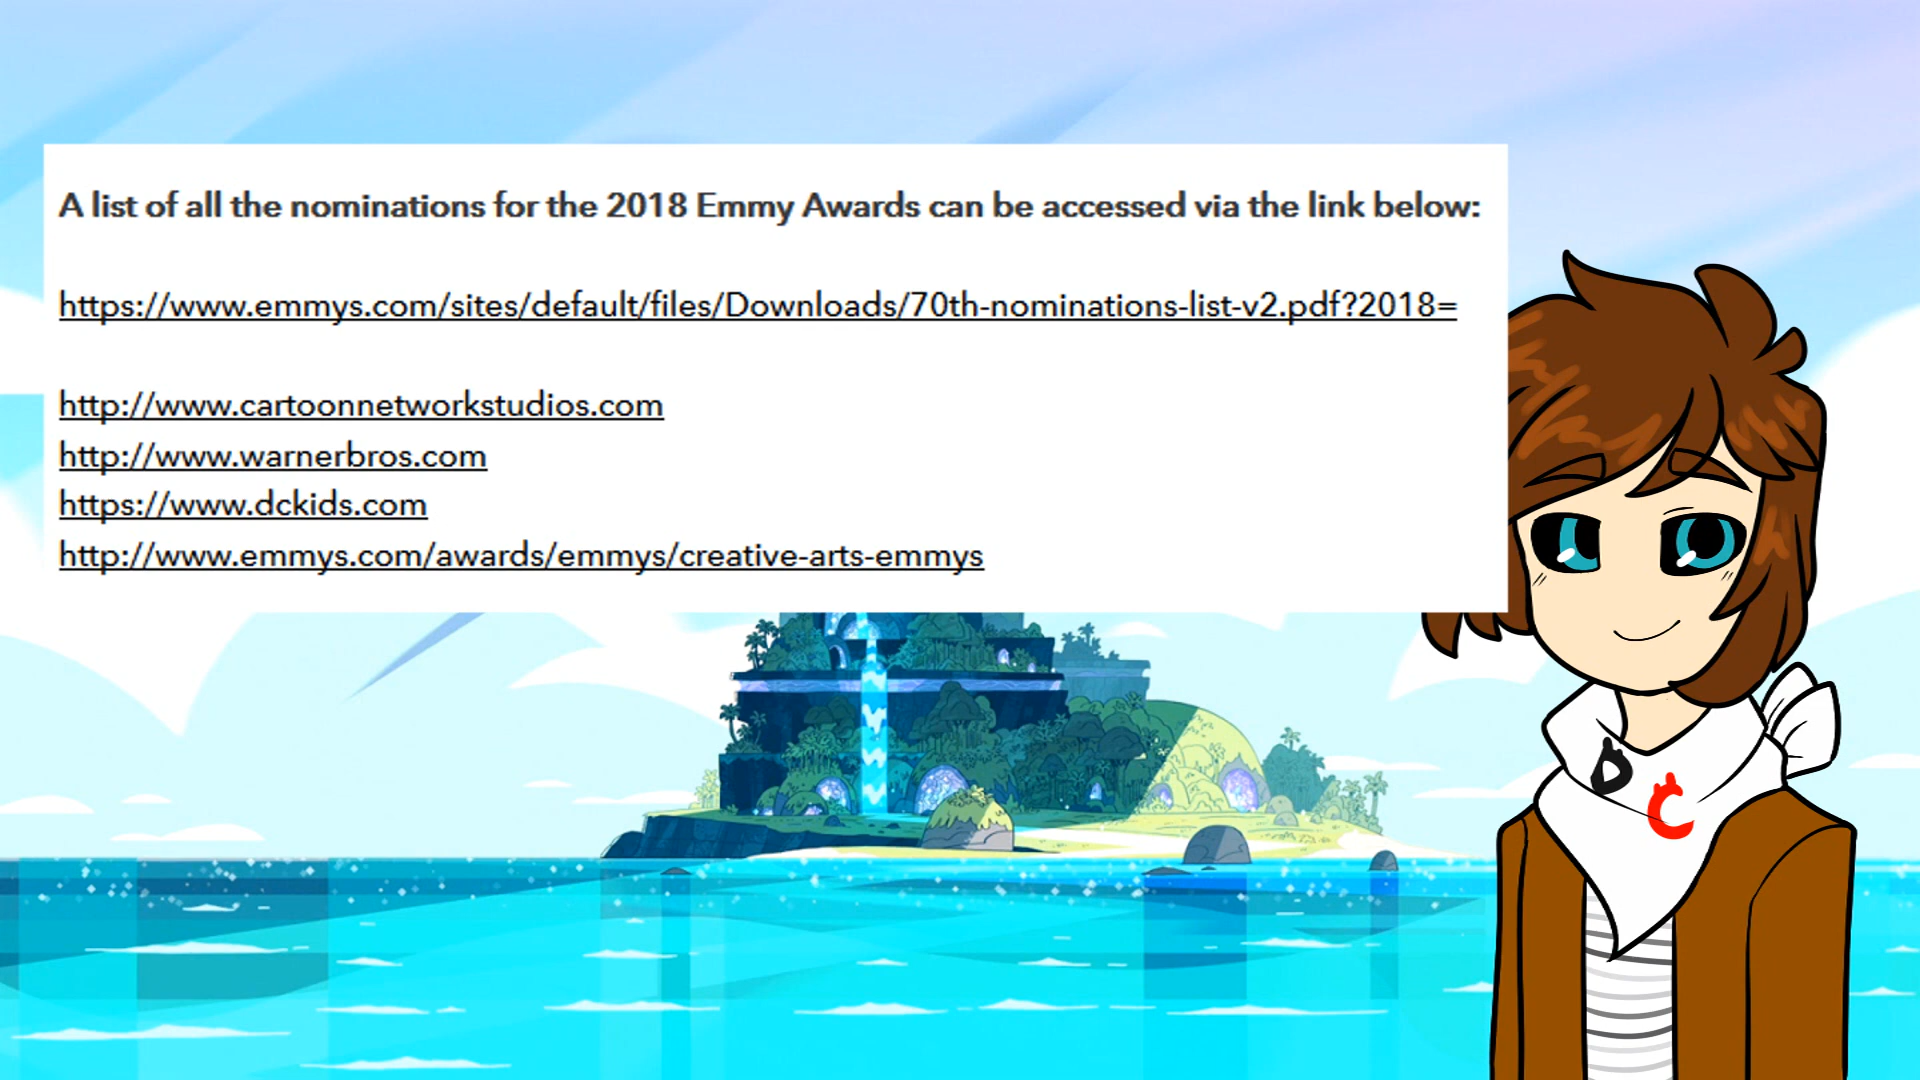 A list of all the nominations for the 2018 Emmy Awards can be accessed via the link below:
https://www.emmys.com/sites/default/files/Downloads/70th-nominations-list-v2.pdf?2018=
http://www.cartoonnetworkstudios.com
http://www.warnerbros.com
https://www.dckids.com
http://www.emmys.com/awards/emmys/creative-arts-emmys
D C